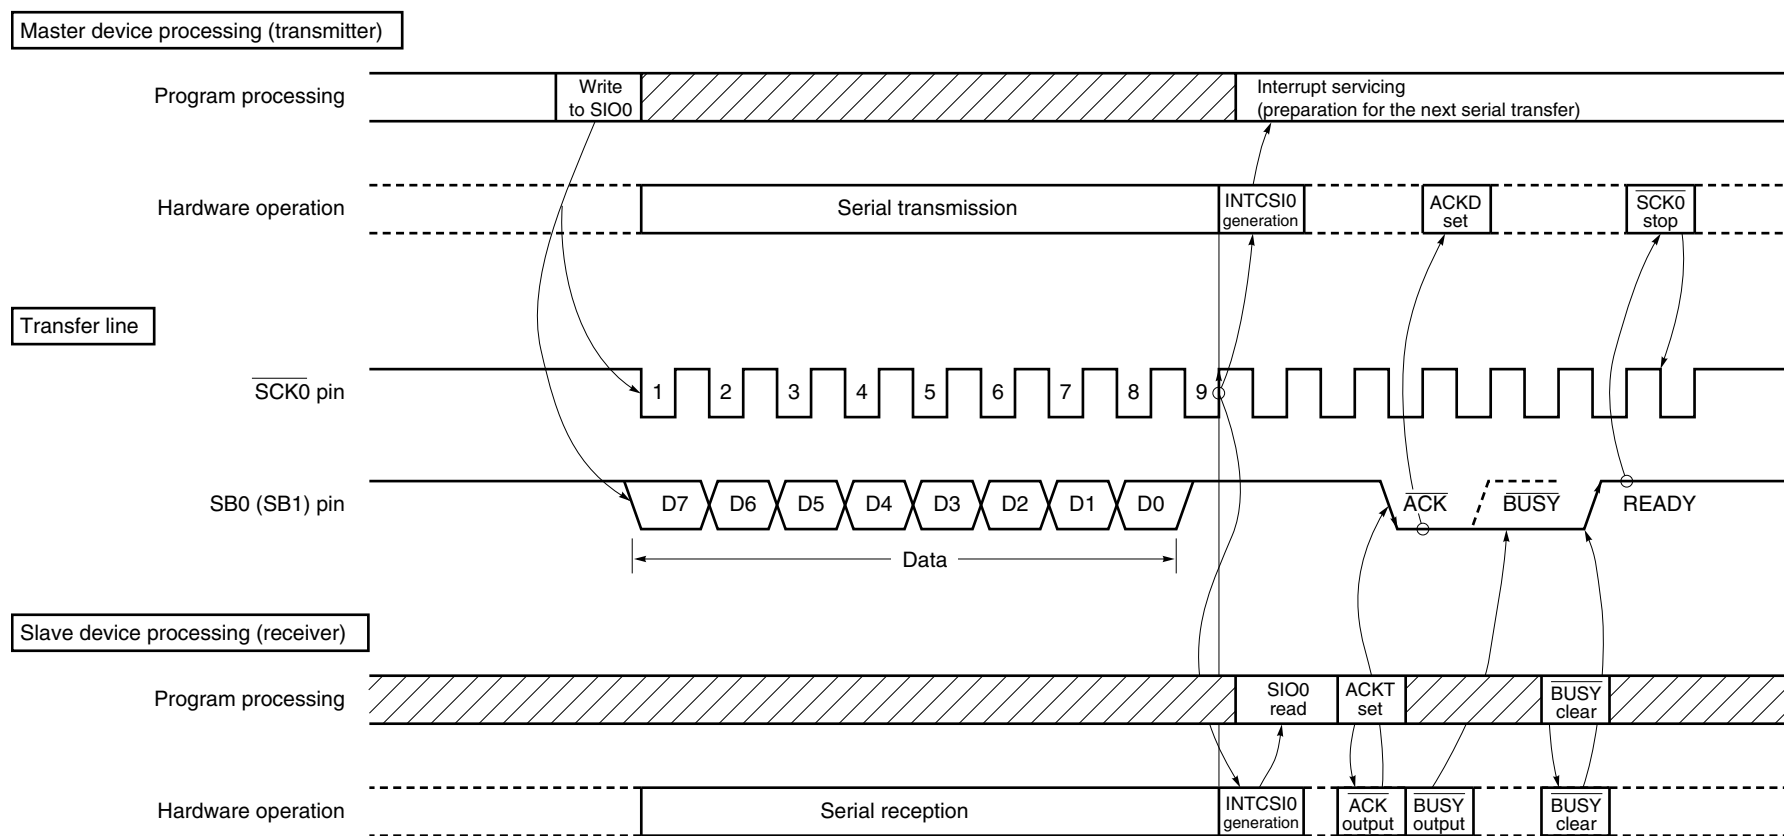 Master device processing (transmitter)
Program processing
Write
to SIO0
Interrupt servicing
(preparation for the next serial transfer)
Hardware operation
Serial transmission
INTCSI0
generation
ACKD
set
SCK0
stop
Transfer line
SCK0 pin
1 2 3 4 5 6 7 8 9
SB0 (SB1) pin
D7 D6 D5 D4 D3 D2 D1 D0
ACK
BUSY
READY
Data
Slave device processing (receiver)
Program processing
SIO0
read
ACKT
set
BUSY
clear
Hardware operation
Serial reception
INTCSI0
generation
ACK
output
BUSY
output
BUSY
clear